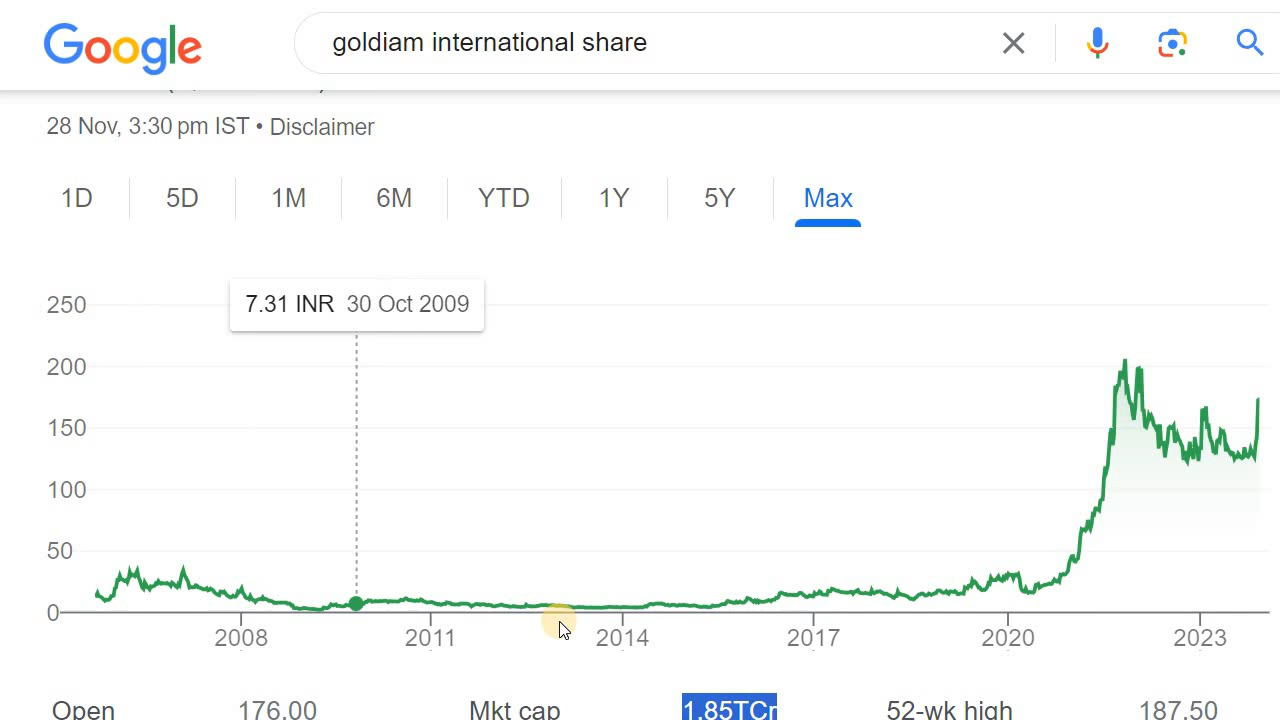 Google goldiam international share
28 Nov, 3:30 pm IST • Disclaimer
1D 5D 1M 6M YTD 1Y 5Y Max
7.31 INR 30 Oct 2009
250
200
150
100
50
0
2008 2011 2014 2017 2020 2023
Open 176.00 Mkt cap 1.85TCr 52-wk high 187.50